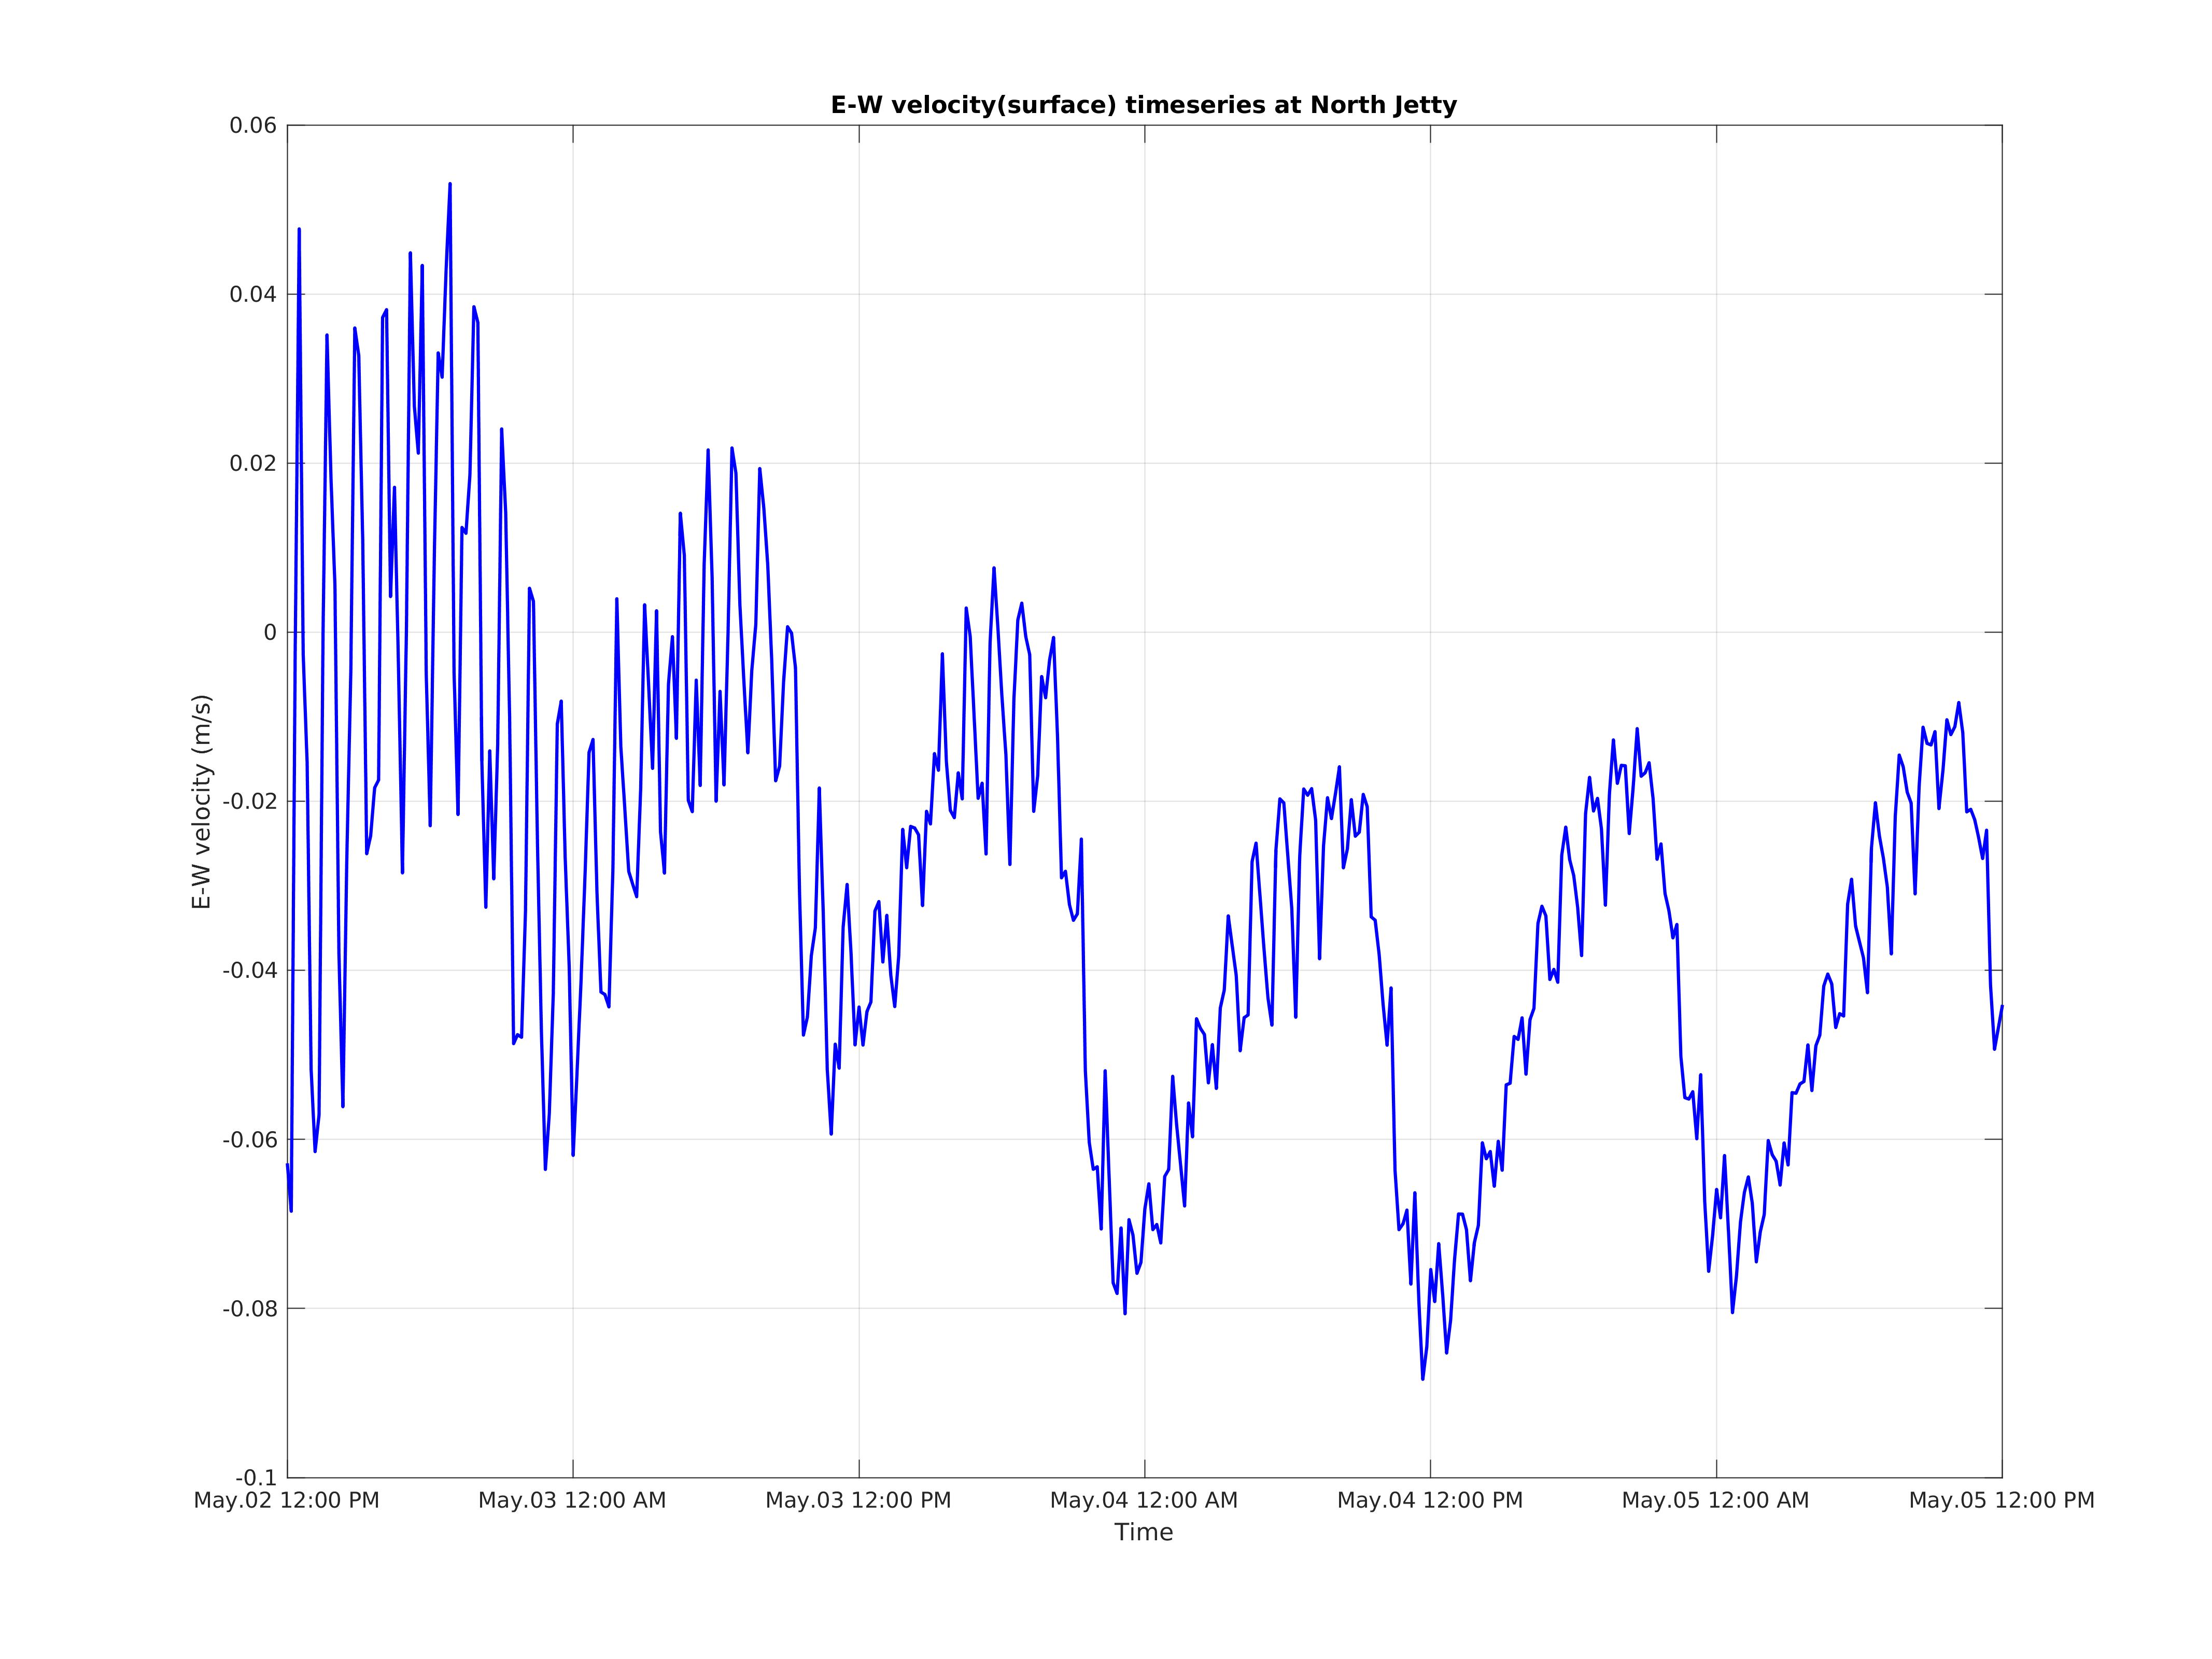 E-W velocity(surface) timeseries at North Jetty
0.06
0.04
0.02
0
-0.02
-0.04
-0.06
-0.08
-0.1
E-W velocity (m/s)
May.02 12:00 PM May.03 12:00 AM May.03 12:00 PM May.04 12:00 AM May.04 12:00 PM May.05 12:00 AM May.05 12:00 PM
Time